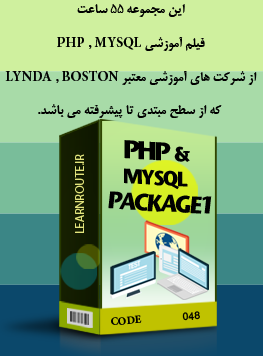 این مجموعه ۵۵ ساعت
فیلم آموزشی PHP , MYSQL
از شرکت های آموزشی معتبر LYNDA , BOSTON
که از سطح مبتدی تا پیشرفته می باشد.
PHP &
MYSQL
PACKAGE1
LEARNROUTE.IR
CODE 048